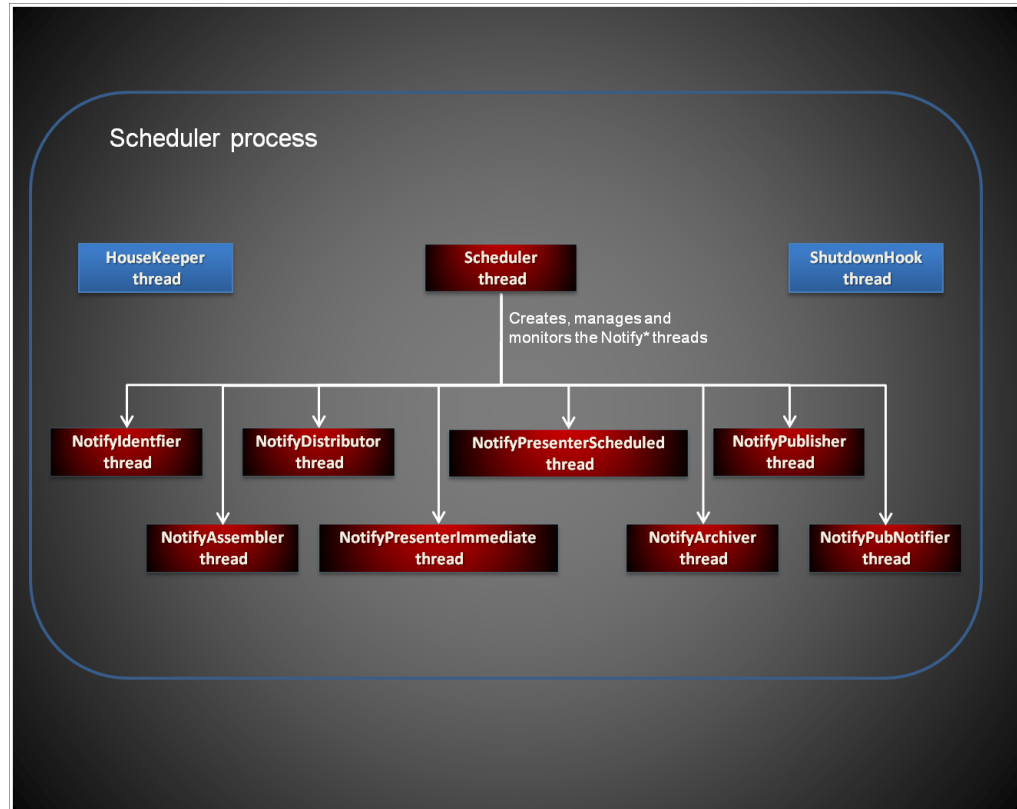 Scheduler process
HouseKeeper
thread
Scheduler
thread
ShutdownHook
thread
Creates, manages and
monitors the Notify* threads
NotifyIdentfier
thread
NotifyDistributor
thread
NotifyPresenterScheduled
thread
NotifyPublisher
thread
NotifyAssembler
thread
NotifyPresenterImmediate
thread
NotifyArchiver
thread
NotifyPubNotifier
thread